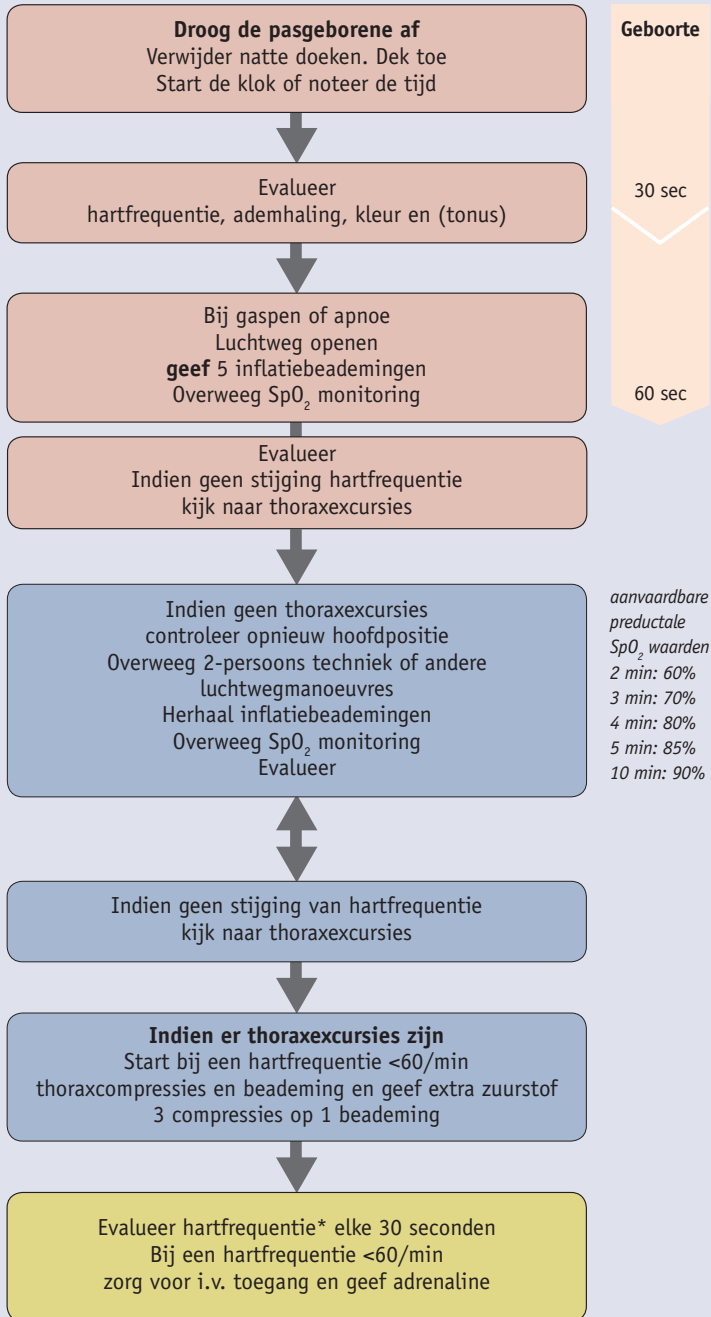 Droog de pasgeborene af
Verwijder natte doeken. Dek toe
Start de klok of noteer de tijd
Geboorte
Evalueer
hartfrequentie, ademhaling, kleur en (tonus)
30 sec
Bij gaspen of apnoe
Luchtweg openen
geef 5 inflatiebeademingen
Overweeg SpO₂ monitoring
60 sec
Evalueer
Indien geen stijging hartfrequentie
kijk naar thoraxexcursies
Indien geen thoraxexcursies
controleer opnieuw hoofdpositie
Overweeg 2-persoons techniek of andere
luchtwegmanoeuvres
Herhaal inflatiebeademingen
Overweeg SpO₂ monitoring
Evalueer
aanvaardbare
preductale
SpO₂ waarden
2 min: 60%
3 min: 70%
4 min: 80%
5 min: 85%
10 min: 90%
Indien geen stijging van hartfrequentie
kijk naar thoraxexcursies
Indien er thoraxexcursies zijn
Start bij een hartfrequentie <60/min
thoraxcompressies en beademing en geef extra zuurstof
3 compressies op 1 beademing
Evalueer hartfrequentie* elke 30 seconden
Bij een hartfrequentie <60/min
zorg voor i.v. toegang en geef adrenaline